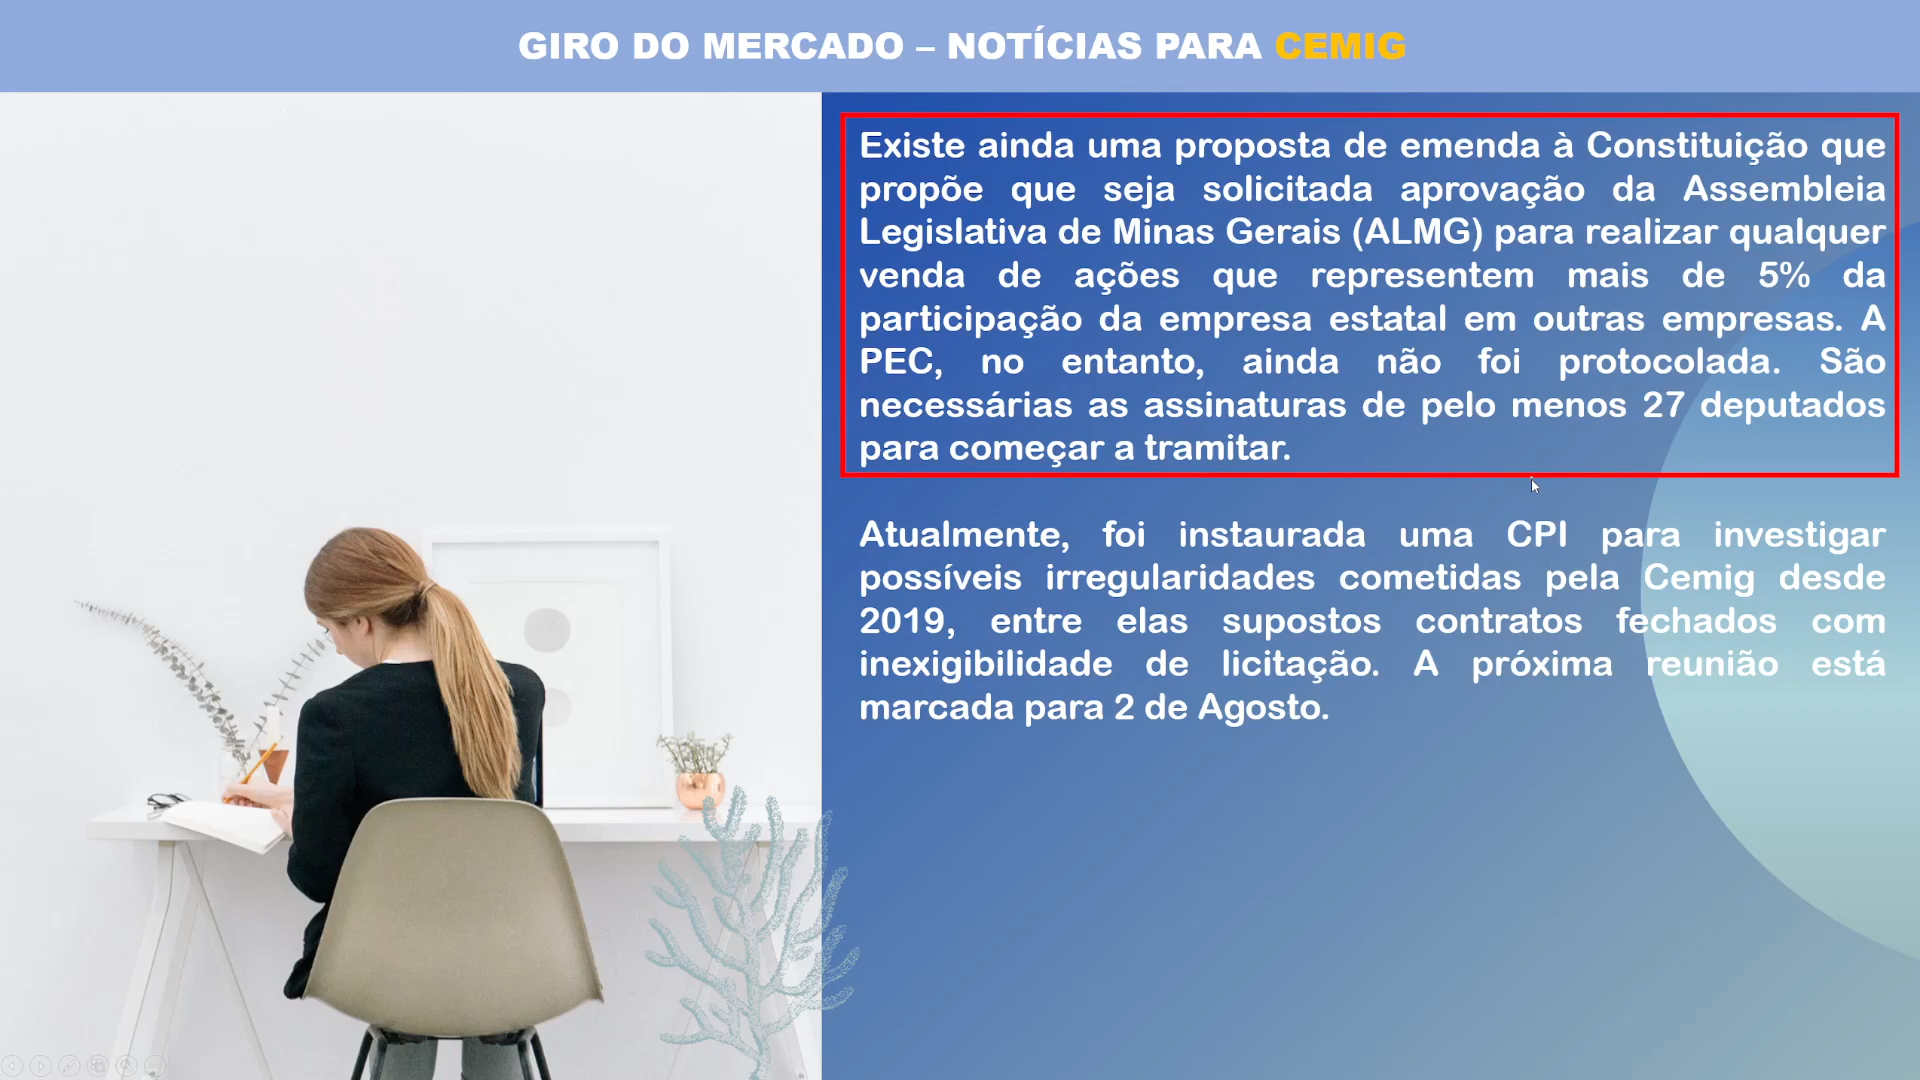 GIRO DO MERCADO – NOTÍCIAS PARA CEMIG
Existe ainda uma proposta de emenda à Constituição que
propõe que seja solicitada aprovação da Assembleia
Legislativa de Minas Gerais (ALMG) para realizar qualquer
venda de ações que representem mais de 5% da
participação da empresa estatal em outras empresas. A
PEC, no entanto, ainda não foi protocolada. São
necessárias as assinaturas de pelo menos 27 deputados
para começar a tramitar.
Atualmente, foi instaurada uma CPI para investigar
possíveis irregularidades cometidas pela Cemig desde
2019, entre elas supostos contratos fechados com
inexigibilidade de licitação. A próxima reunião está
marcada para 2 de Agosto.